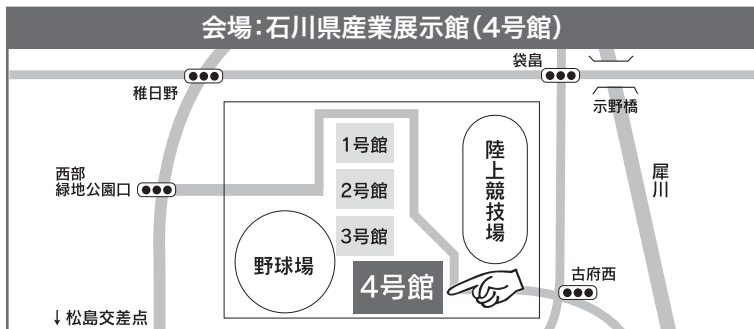 会場:石川県産業展示館(4号館)
袋畠
稚日野
示野橋
1号館
陸上競技場
西部
緑地公園口
2号館
犀川
3号館
野球場
4号館
古府西
↓松島交差点